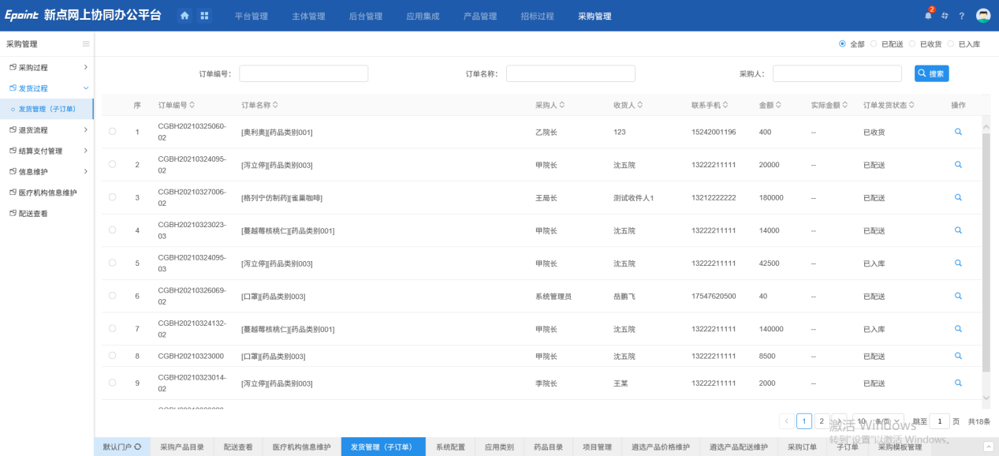 Epoint 新点网上协同办公平台 平台管理 主体管理 后台管理 应用集成 产品管理 招标过程 采购管理 2 ?
采购管理
全部 已配送 已收货 已入库
采购过程
发货过程
发货管理（子订单）
退货流程
结算支付管理
信息维护
医疗机构信息维护
配送查看
订单编号: 订单名称: 采购人: 搜索
序 订单编号 订单名称 采购人 收货人 联系手机 金额 实际金额 订单发货状态 操作
1 CGBH20210325060-02 [奥利奥][药品类别001] 乙院长 123 15242001196 400 -- 已收货
2 CGBH20210324095-02 [泻立停][药品类别003] 甲院长 沈五院 13222211111 20000 -- 已配送
3 CGBH20210327006-02 [格列宁仿制药][雀巢咖啡] 王局长 测试收件人1 13212222222 180000 -- 已配送
4 CGBH20210323023-03 [蔓越莓核桃仁][药品类别001] 甲院长 沈五院 13222211111 14000 -- 已配送
5 CGBH20210324095-03 [泻立停][药品类别003] 甲院长 沈五院 13222211111 42500 -- 已入库
6 CGBH20210326069-02 [口罩][药品类别003] 系统管理员 岳鹏飞 17547620500 40 -- 已配送
7 CGBH20210324132-02 [蔓越莓核桃仁][药品类别001] 甲院长 沈五院 13222211111 140000 -- 已入库
8 CGBH20210323000 [口罩][药品类别003] 甲院长 沈五院 13222211111 8500 -- 已配送
9 CGBH20210323014-02 [泻立停][药品类别003] 李院长 王某 13222211111 2000 -- 已配送
1 2 10 条/页 跳至 1 页 共18条
激活 Windows
转到"设置"以激活 Windows。
默认门户 采购产品目录 配送查看 医疗机构信息维护 发货管理（子订单） 系统配置 应用类别 药品目录 项目管理 遴选产品价格维护 遴选产品配送维护 采购订单 子订单 采购模板管理